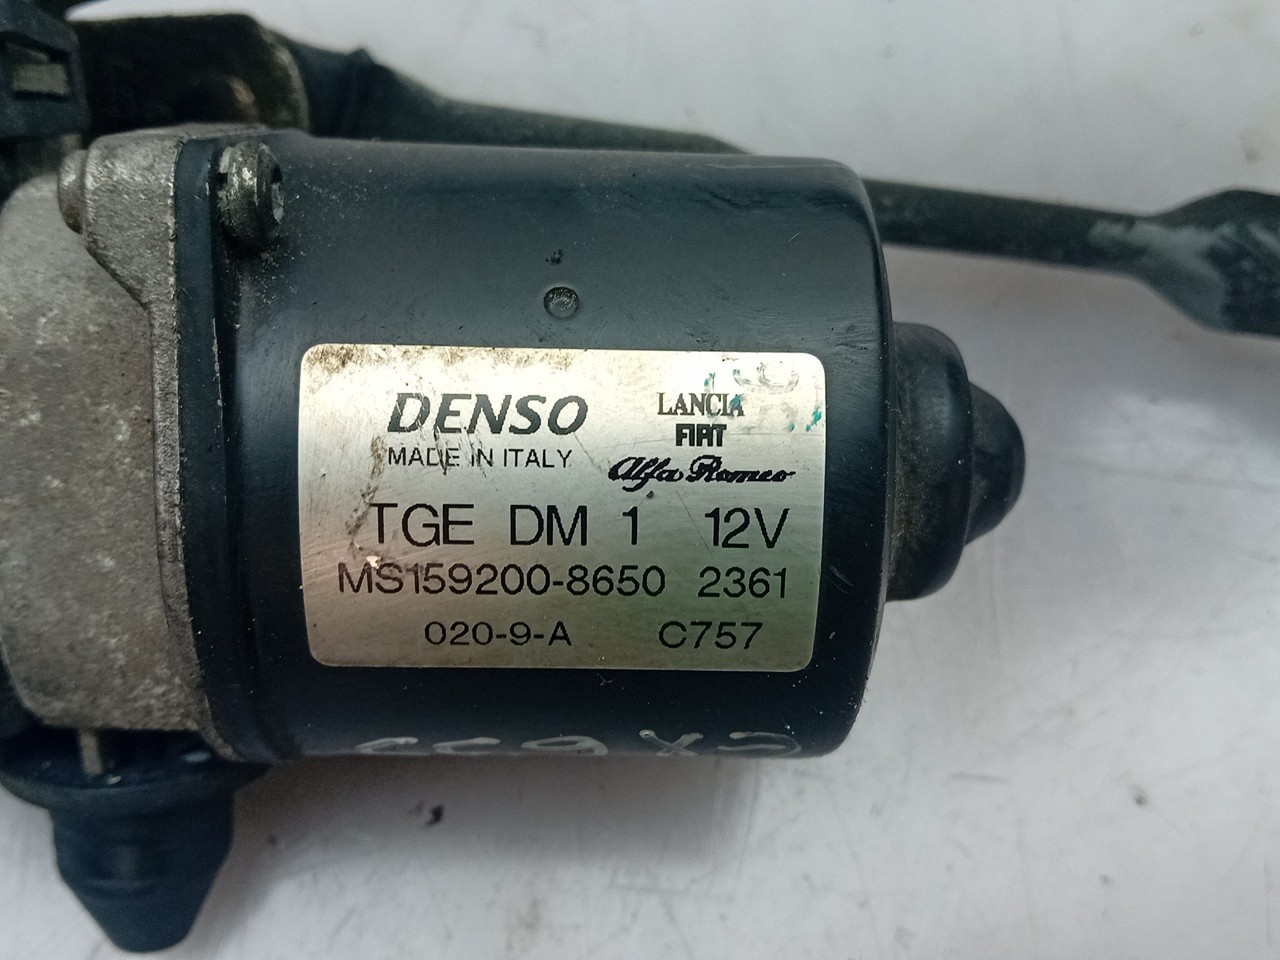 DENSO
LANCIA
FIAT
MADE IN ITALY
Alfa Romeo
TGE DM 1 12V
MS159200-8650 2361
020-9-A C757